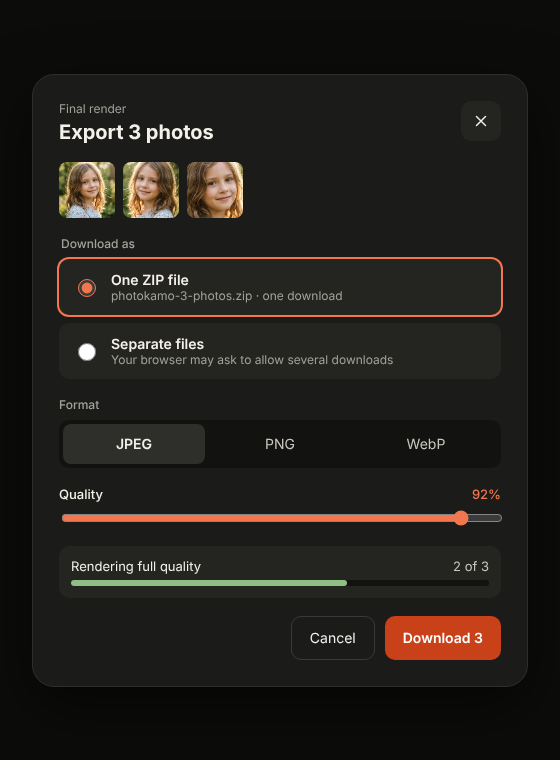 Final render
Export 3 photos
Download as
One ZIP file
photokamo-3-photos.zip · one download
Separate files
Your browser may ask to allow several downloads
Format
JPEG PNG WebP
Quality 92%
Rendering full quality 2 of 3
Cancel Download 3